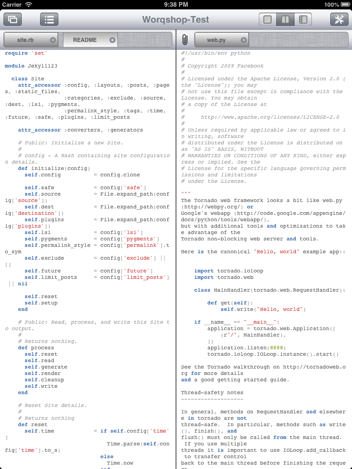 iPad
9:38 PM
100%
Worqshop-Test
site.rb
README
web.py
require 'set'
module Jekyll123
class Site
attr_accessor :config, :layouts, :posts, :page
s, :static_files,
:categories, :exclude, :source,
:dest, :lsi, :pygments,
:permalink_style, :tags, :time,
:future, :safe, :plugins, :limit_posts
attr_accessor :converters, :generators
# Public: Initialize a new Site.
#
# config - A Hash containing site configuration
details.
def initialize(config)
self.config = config.clone
self.safe = config['safe']
self.source = File.expand_path(conf
ig['source'])
self.dest = File.expand_path(conf
ig['destination'])
self.plugins = File.expand_path(conf
ig['plugins'])
self.lsi = config['lsi']
self.pygments = config['pygments']
self.permalink_style = config['permalink'].t
o_sym
self.exclude = config['exclude'] ||
[]
self.future = config['future']
self.limit_posts = config['limit_posts']
|| nil
self.reset
self.setup
end
# Public: Read, process, and write this Site t
o output.
#
# Returns nothing.
def process
self.reset
self.read
self.generate
self.render
self.cleanup
self.write
end
# Reset Site details.
#
# Returns nothing
def reset
self.time = if self.config['time'
]
Time.parse(self.con
fig['time'].to_s)
else
Time.now
end
#!/usr/bin/env python
#
# Copyright 2009 Facebook
#
# Licensed under the Apache License, Version 2.0 (
the "License"); you may
# not use this file except in compliance with the
License. You may obtain
# a copy of the License at
#
# http://www.apache.org/licenses/LICENSE-2.0
#
# Unless required by applicable law or agreed to i
n writing, software
# distributed under the License is distributed on
an "AS IS" BASIS, WITHOUT
# WARRANTIES OR CONDITIONS OF ANY KIND, either exp
ress or implied. See the
# License for the specific language governing perm
issions and limitations
# under the License.
"""
The Tornado web framework looks a bit like web.py
(http://webpy.org/) or
Google's webapp (http://code.google.com/appengine/
docs/python/tools/webapp/),
but with additional tools and optimizations to tak
e advantage of the
Tornado non-blocking web server and tools.
Here is the canonical "Hello, world" example app::
import tornado.ioloop
import tornado.web
class MainHandler(tornado.web.RequestHandler):
def get(self):
self.write("Hello, world")
if __name__ == "__main__":
application = tornado.web.Application([
(r"/", MainHandler),
])
application.listen(8888)
tornado.ioloop.IOLoop.instance().start()
See the Tornado walkthrough on http://tornadoweb.o
rg for more details
and a good getting started guide.
Thread-safety notes
-------------------
In general, methods on RequestHandler and elsewher
e in tornado are not
thread-safe. In particular, methods such as write
(), finish(), and
flush() must only be called from the main thread.
If you use multiple
threads it is important to use IOLoop.add_callback
to transfer control
back to the main thread before finishing the reque